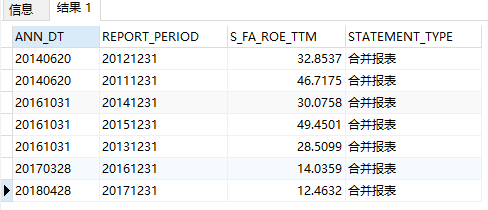 信息 结果 1
ANN_DT REPORT_PERIOD S_FA_ROE_TTM STATEMENT_TYPE
20140620 20121231 32.8537 合并报表
20140620 20111231 46.7175 合并报表
20161031 20141231 30.0758 合并报表
20161031 20151231 49.4501 合并报表
20161031 20131231 28.5099 合并报表
20170328 20161231 14.0359 合并报表
20180428 20171231 12.4632 合并报表